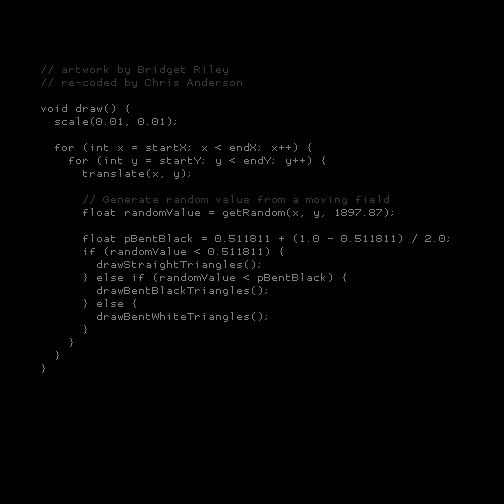 // artwork by Bridget Riley
// re-coded by Chris Anderson
void draw() {
scale(0.01, 0.01);
for (int x = startX; x < endX; x++) {
for (int y = startY; y < endY; y++) {
translate(x, y);
// Generate random value from a moving field
float randomValue = getRandom(x, y, 1897.87);
float pBentBlack = 0.511811 + (1.0 - 0.511811) / 2.0;
if (randomValue < 0.511811) {
drawStraightTriangles();
} else if (randomValue < pBentBlack) {
drawBentBlackTriangles();
} else {
drawBentWhiteTriangles();
}
}
}
}